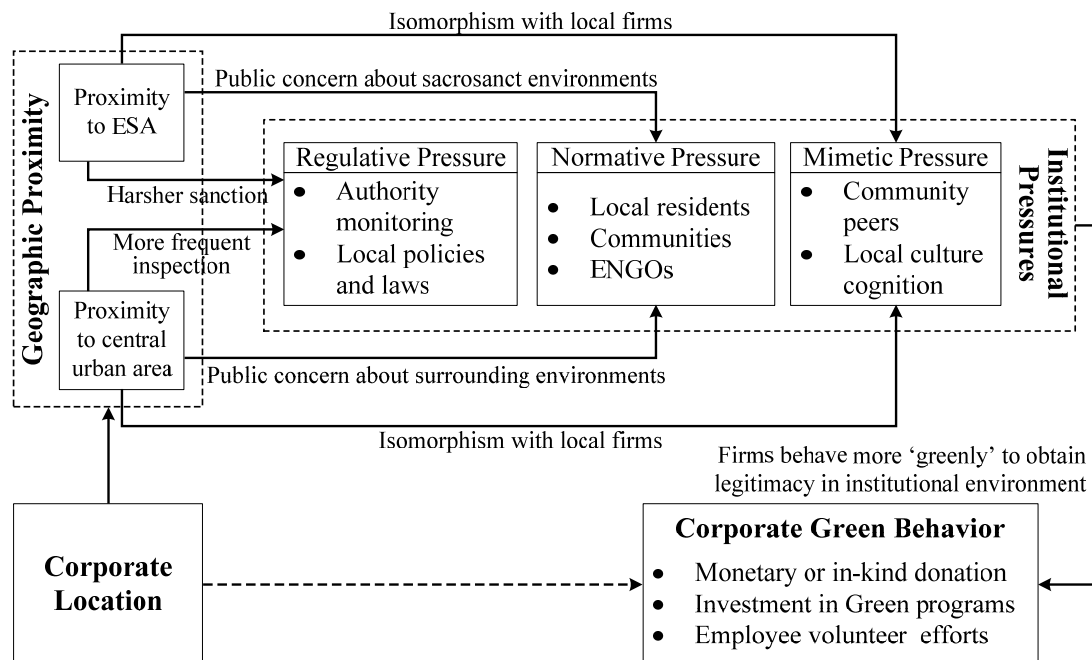 Isomorphism with local firms
Public concern about sacrosanct environments
Geographic Proximity
Proximity
to ESA
Harsher sanction
More frequent
inspection
Proximity
to central
urban area
Regulative Pressure
● Authority
monitoring
● Local policies
and laws
Normative Pressure
● Local residents
● Communities
● ENGOs
Mimetic Pressure
● Community
peers
● Local culture
cognition
Institutional
Pressures
Public concern about surrounding environments
Isomorphism with local firms
Firms behave more ‘greenly’ to obtain
legitimacy in institutional environment
Corporate
Location
Corporate Green Behavior
● Monetary or in-kind donation
● Investment in Green programs
● Employee volunteer efforts